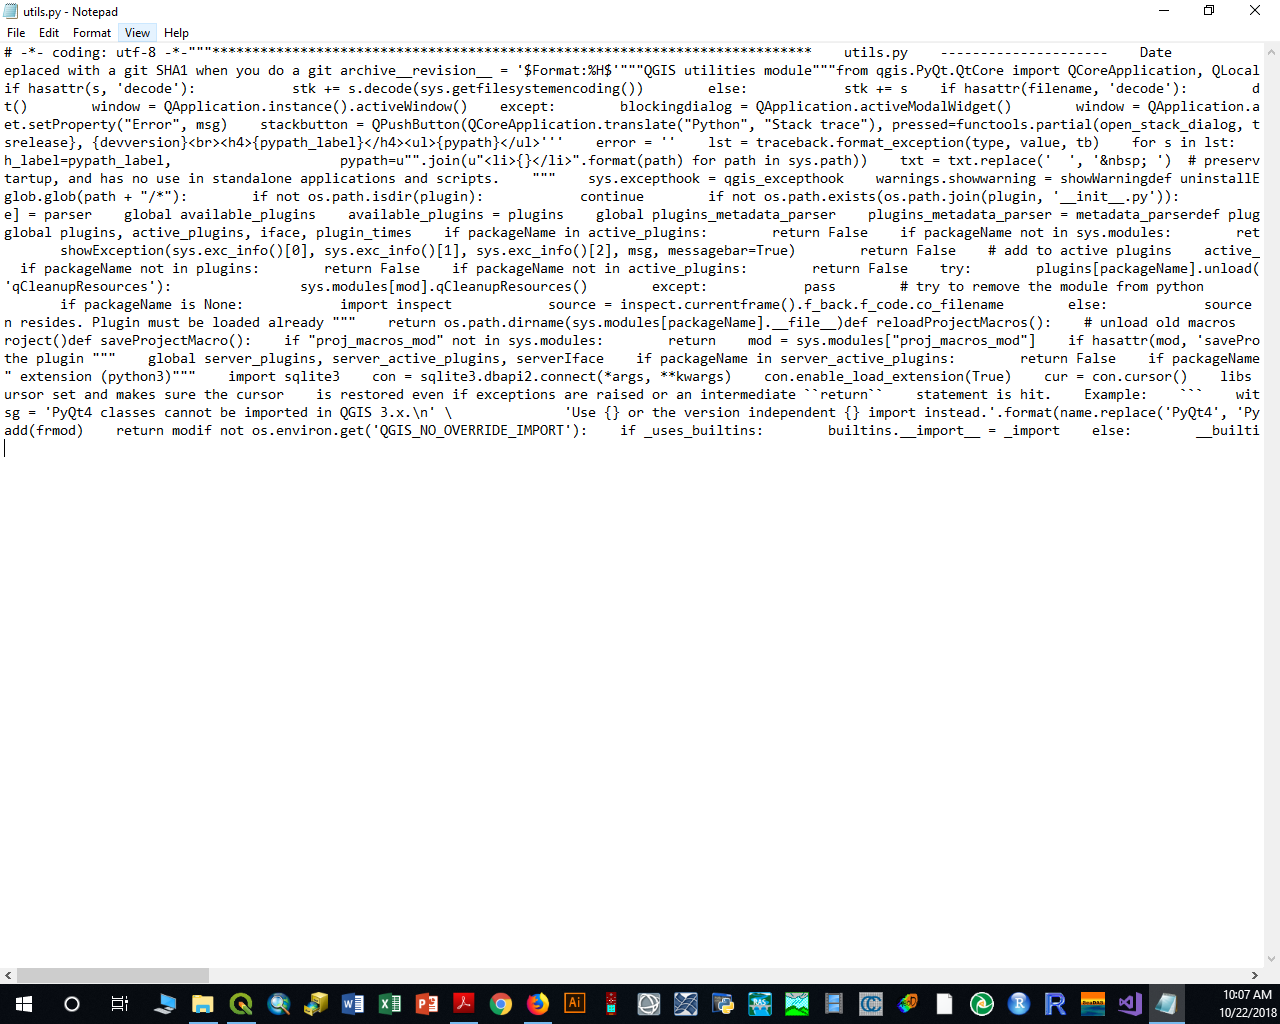 utils.py - Notepad
File Edit Format View Help
# -*- coding: utf-8 -*-"""*************************************************************************** utils.py --------------------- Date
eplaced with a git SHA1 when you do a git archive__revision__ = '$Format:%H$'"""QGIS utilities module"""from qgis.PyQt.QtCore import QCoreApplication, QLocal
if hasattr(s, 'decode'): stk += s.decode(sys.getfilesystemencoding()) else: stk += s if hasattr(filename, 'decode'): d
t() window = QApplication.instance().activeWindow() except: blockingdialog = QApplication.activeModalWidget() window = QApplication.a
et.setProperty("Error", msg) stackbutton = QPushButton(QCoreApplication.translate("Python", "Stack trace"), pressed=functools.partial(open_stack_dialog, t
srelease}, {devversion}<br><h4>{pypath_label}</h4><ul>{pypath}</ul>''' error = '' lst = traceback.format_exception(type, value, tb) for s in lst:
h_label=pypath_label, pypath=u"".join(u"<li>{}</li>".format(path) for path in sys.path)) txt = txt.replace(' ', '&nbsp; ') # preserv
tartup, and has no use in standalone applications and scripts. """ sys.excepthook = qgis_excepthook warnings.showwarning = showWarningdef uninstallE
glob.glob(path + "/*"): if not os.path.isdir(plugin): continue if not os.path.exists(os.path.join(plugin, '__init__.py')):
e] = parser global available_plugins available_plugins = plugins global plugins_metadata_parser plugins_metadata_parser = metadata_parserdef plug
global plugins, active_plugins, iface, plugin_times if packageName in active_plugins: return False if packageName not in sys.modules: ret
showException(sys.exc_info()[0], sys.exc_info()[1], sys.exc_info()[2], msg, messagebar=True) return False # add to active plugins active_
if packageName not in plugins: return False if packageName not in active_plugins: return False try: plugins[packageName].unload(
'qCleanupResources'): sys.modules[mod].qCleanupResources() except: pass # try to remove the module from python
if packageName is None: import inspect source = inspect.currentframe().f_back.f_code.co_filename else: source
n resides. Plugin must be loaded already """ return os.path.dirname(sys.modules[packageName].__file__)def reloadProjectMacros(): # unload old macros
roject()def saveProjectMacro(): if "proj_macros_mod" not in sys.modules: return mod = sys.modules["proj_macros_mod"] if hasattr(mod, 'savePro
the plugin """ global server_plugins, server_active_plugins, serverIface if packageName in server_active_plugins: return False if packageName
" extension (python3)""" import sqlite3 con = sqlite3.dbapi2.connect(*args, **kwargs) con.enable_load_extension(True) cur = con.cursor() libs
ursor set and makes sure the cursor is restored even if exceptions are raised or an intermediate ``return`` statement is hit. Example: ``` wit
sg = 'PyQt4 classes cannot be imported in QGIS 3.x.\n' \ 'Use {} or the version independent {} import instead.'.format(name.replace('PyQt4', 'Py
add(frmod) return modif not os.environ.get('QGIS_NO_OVERRIDE_IMPORT'): if _uses_builtins: builtins.__import__ = _import else: __builti
10:07 AM
10/22/2018